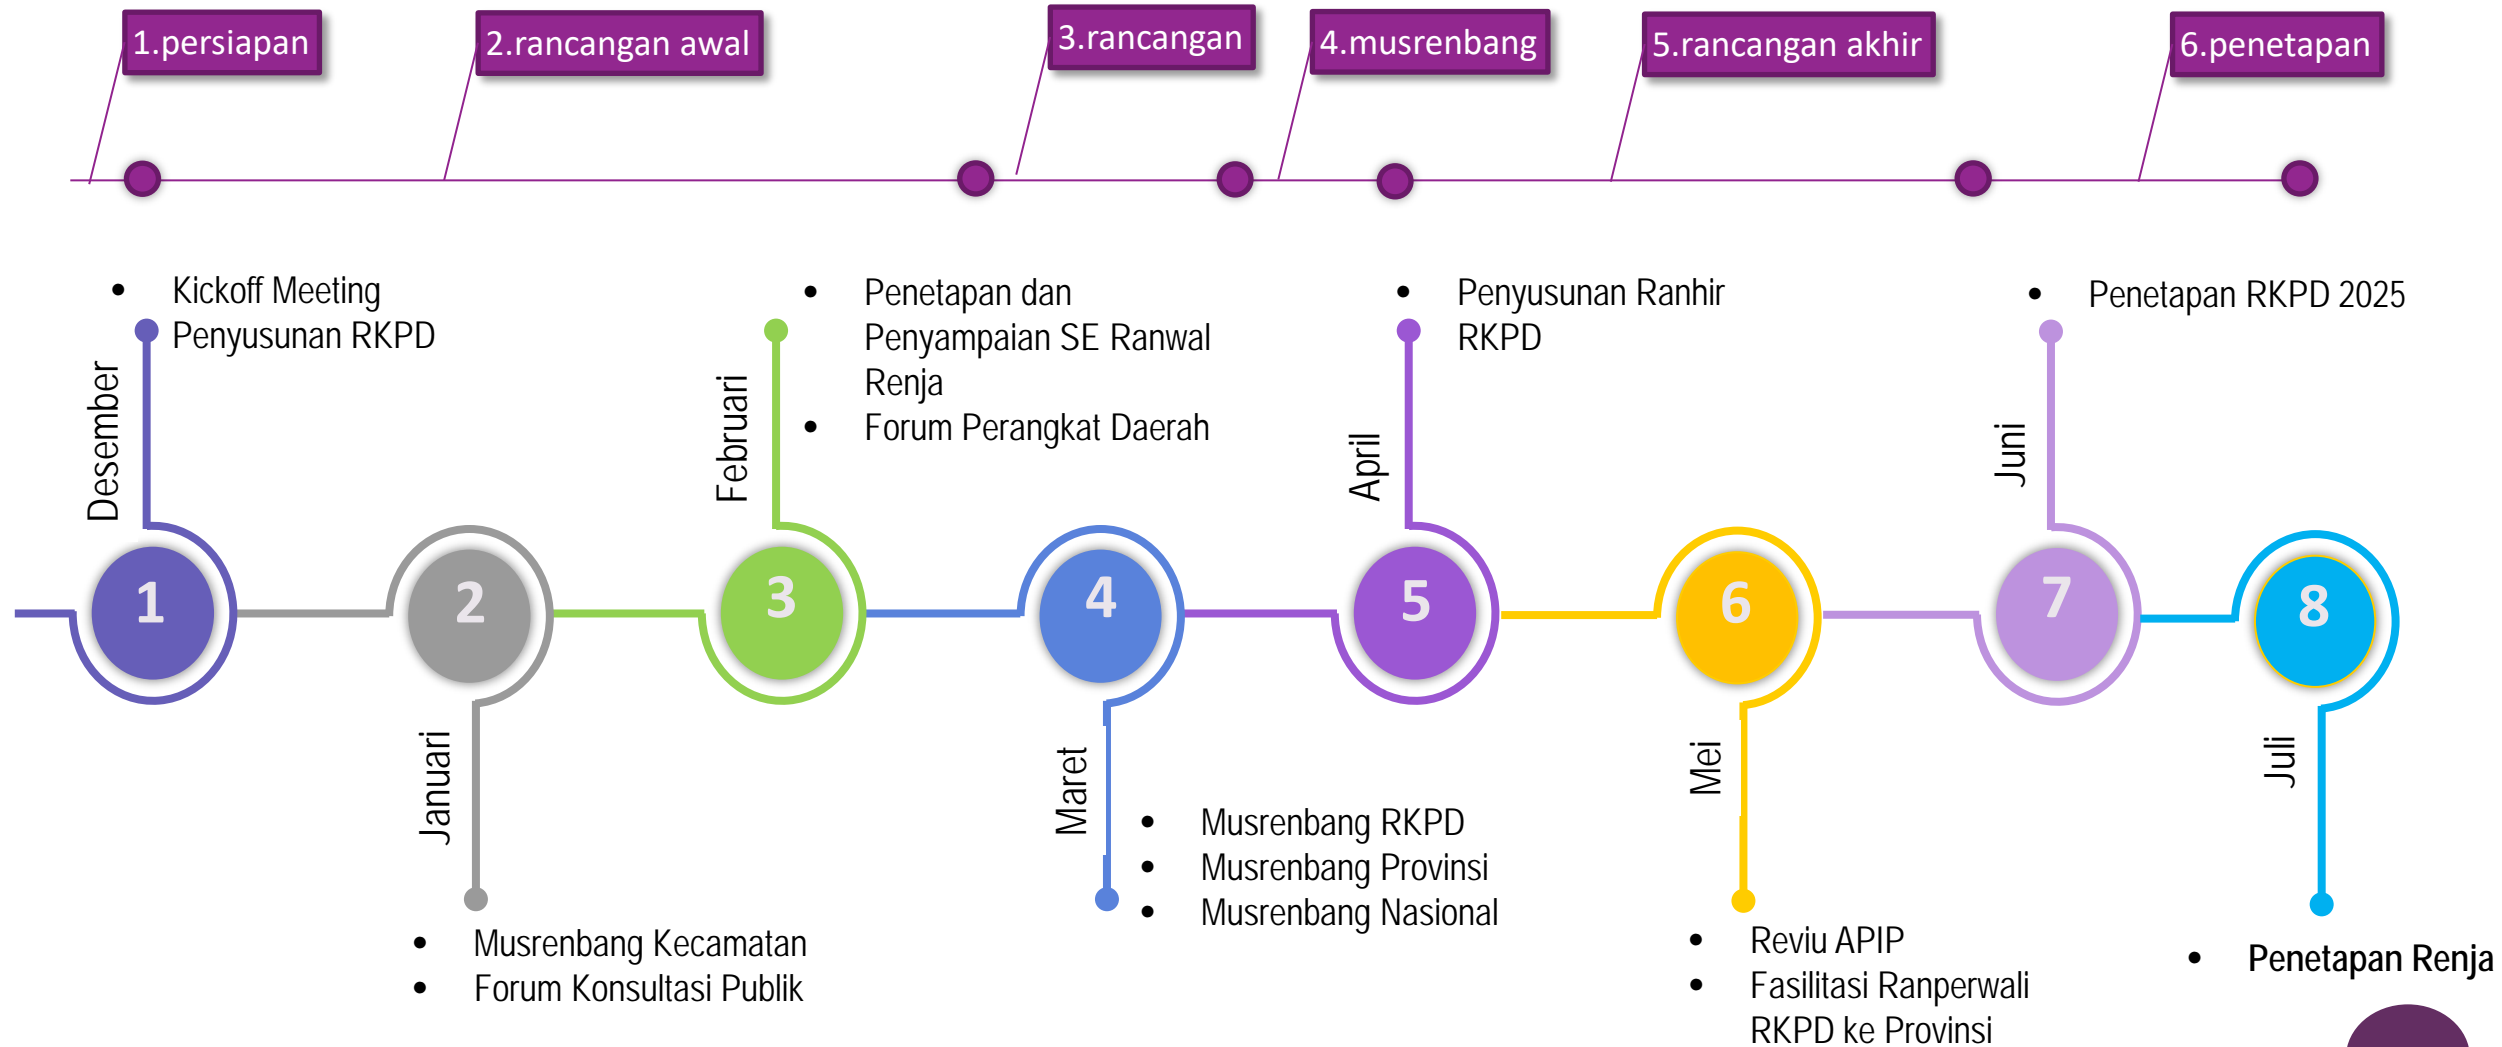 1.persiapan
2.rancangan awal
3.rancangan
4.musrenbang
5.rancangan akhir
6.penetapan
• Kickoff Meeting
Penyusunan RKPD
Desember
1
Januari
2
• Musrenbang Kecamatan
• Forum Konsultasi Publik
• Penetapan dan
Penyampaian SE Ranwal
Renja
• Forum Perangkat Daerah
Februari
3
4
Maret
• Musrenbang RKPD
• Musrenbang Provinsi
• Musrenbang Nasional
• Penyusunan Ranhir
RKPD
April
5
6
Mei
• Reviu APIP
• Fasilitasi Ranperwali
RKPD ke Provinsi
• Penetapan RKPD 2025
Juni
7
8
Juli
• Penetapan Renja